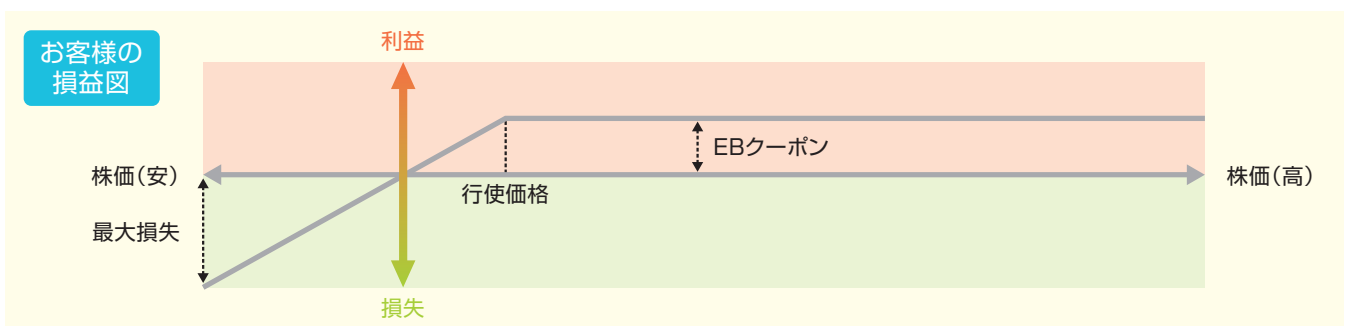 お客様の
損益図
利益
EBクーポン
株価(安)
株価(高)
行使価格
最大損失
損失